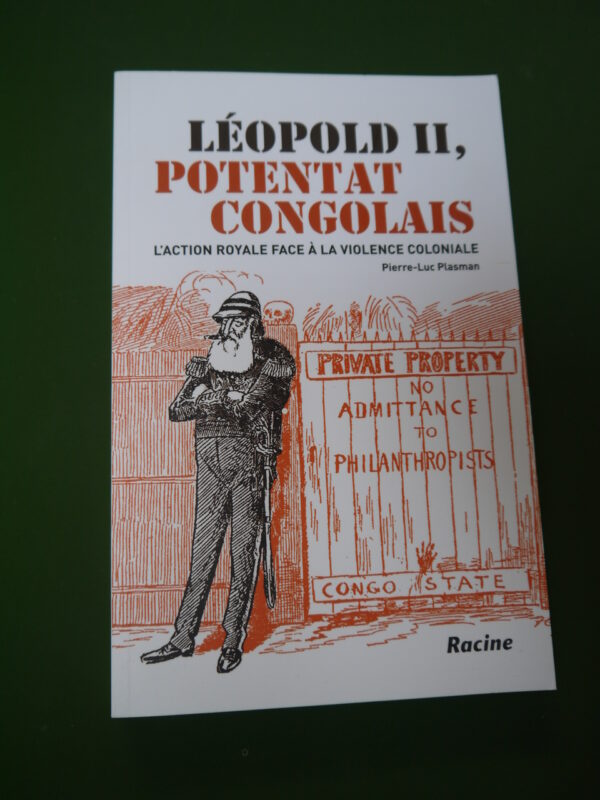 LÉOPOLD II,
POTENTAT
CONGOLAIS
L'ACTION ROYALE FACE À LA VIOLENCE COLONIALE
Pierre-Luc Plasman
PRIVATE PROPERTY
NO
ADMITTANCE
TO
PHILANTHROPISTS
CONGO STATE
Racine